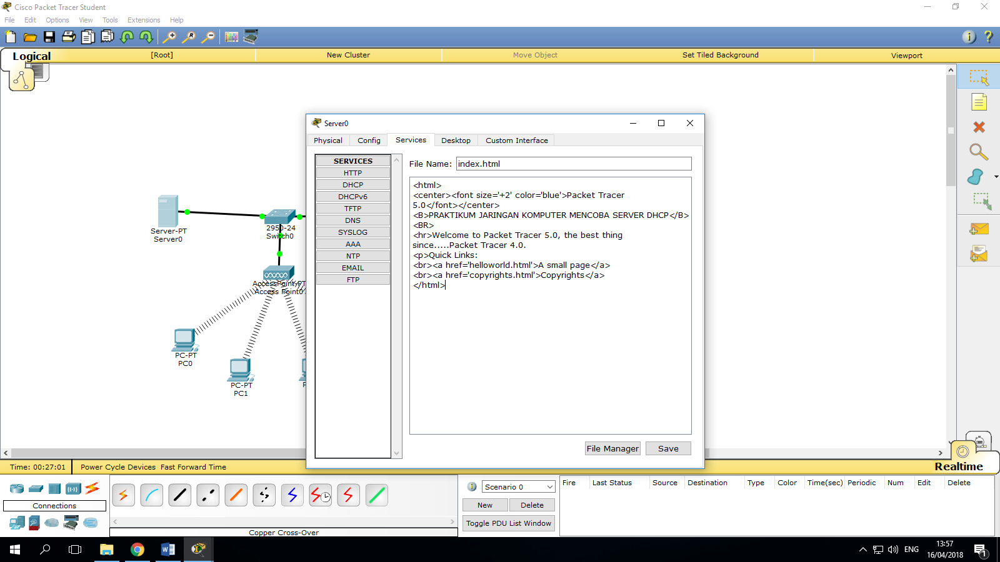 Cisco Packet Tracer Student
File Edit Options View Tools Extensions Help
Logical [Root] New Cluster Move Object Set Tiled Background Viewport
Server0
Physical Config Services Desktop Custom Interface
SERVICES
HTTP
DHCP
DHCPv6
TFTP
DNS
SYSLOG
AAA
NTP
EMAIL
FTP
File Name: index.html
<html>
<center><font size='+2' color='blue'>Packet Tracer
5.0</font></center>
<B>PRAKTIKUM JARINGAN KOMPUTER MENCOBA SERVER DHCP</B>
<BR>
<hr>Welcome to Packet Tracer 5.0, the best thing
since.....Packet Tracer 4.0.
<p>Quick Links:
<br><a href='helloworld.html'>A small page</a>
<br><a href='copyrights.html'>Copyrights</a>
</html>
File Manager Save
Server-PT
Server0
2950-24
Switch0
AccessPoint-PT
Access Point0
PC-PT
PC0
PC-PT
PC1
P
Time: 00:27:01 Power Cycle Devices Fast Forward Time
Realtime
Connections
Copper Cross-Over
Scenario 0
New Delete
Toggle PDU List Window
Fire Last Status Source Destination Type Color Time(sec) Periodic Num Edit Delete
ENG
13:57
16/04/2018
1